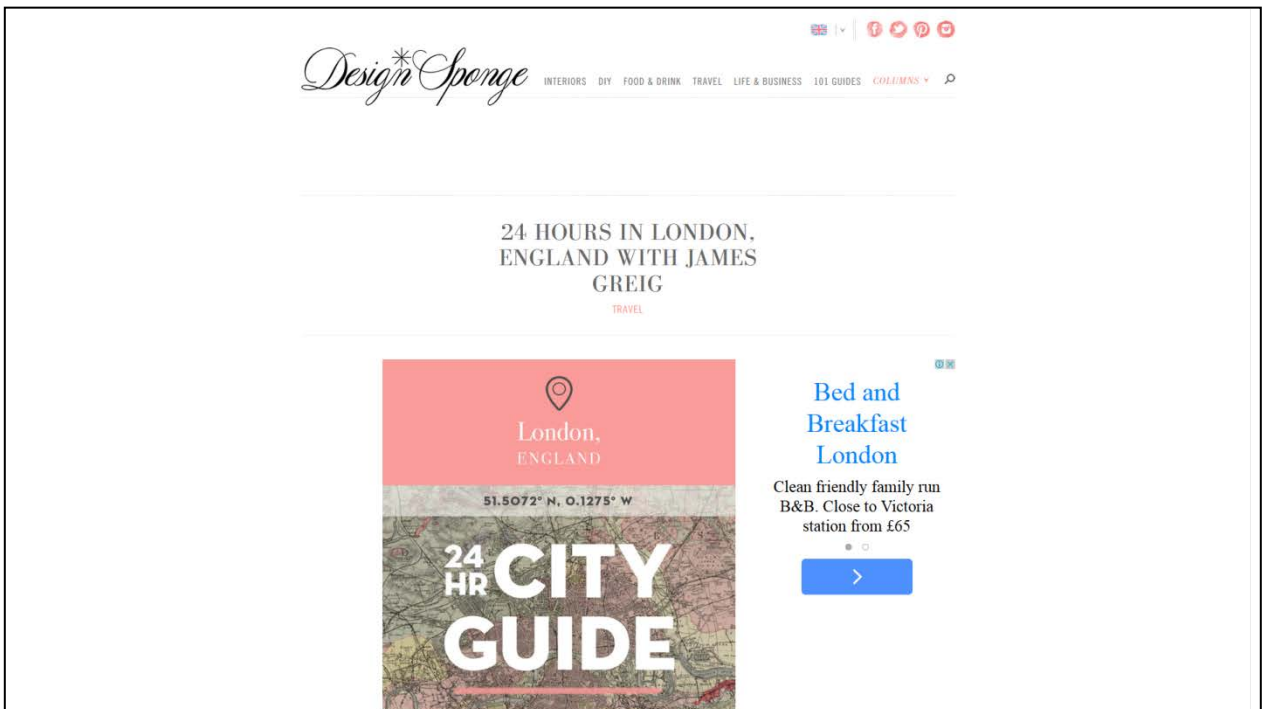 Design*Sponge
INTERIORS DIY FOOD & DRINK TRAVEL LIFE & BUSINESS 101 GUIDES COLUMNS
24 HOURS IN LONDON,
ENGLAND WITH JAMES
GREIG
TRAVEL
London,
ENGLAND
51.5072° N, 0.1275° W
24
HR CITY
GUIDE
Bed and
Breakfast
London
Clean friendly family run
B&B. Close to Victoria
station from £65